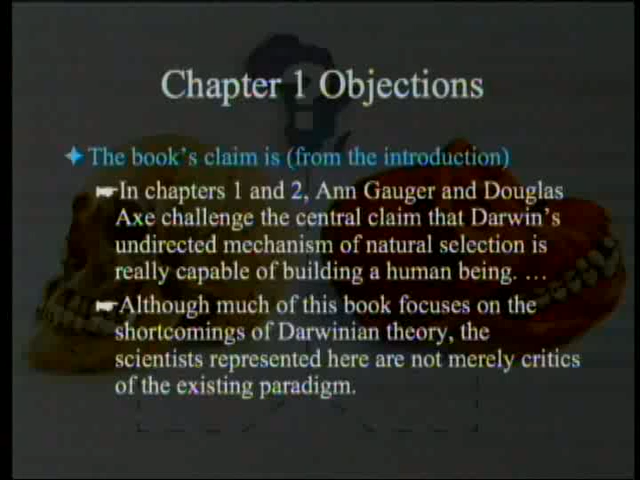 Chapter 1 Objections
The book's claim is (from the introduction)
In chapters 1 and 2, Ann Gauger and Douglas
Axe challenge the central claim that Darwin's
undirected mechanism of natural selection is
really capable of building a human being. …
Although much of this book focuses on the
shortcomings of Darwinian theory, the
scientists represented here are not merely critics
of the existing paradigm.